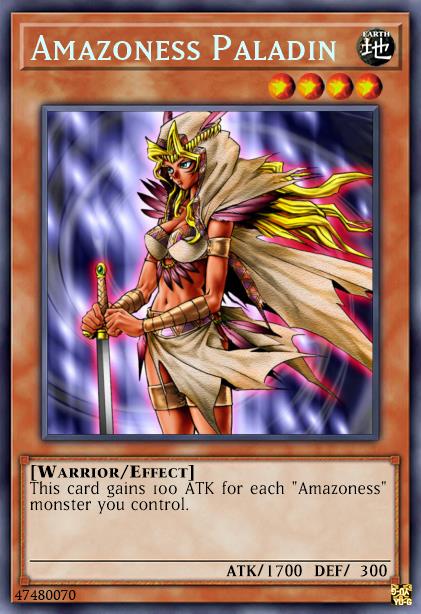 Amazoness Paladin
EARTH
地
[Warrior/Effect]
This card gains 100 ATK for each "Amazoness"
monster you control.
ATK/1700 DEF/ 300
47480070